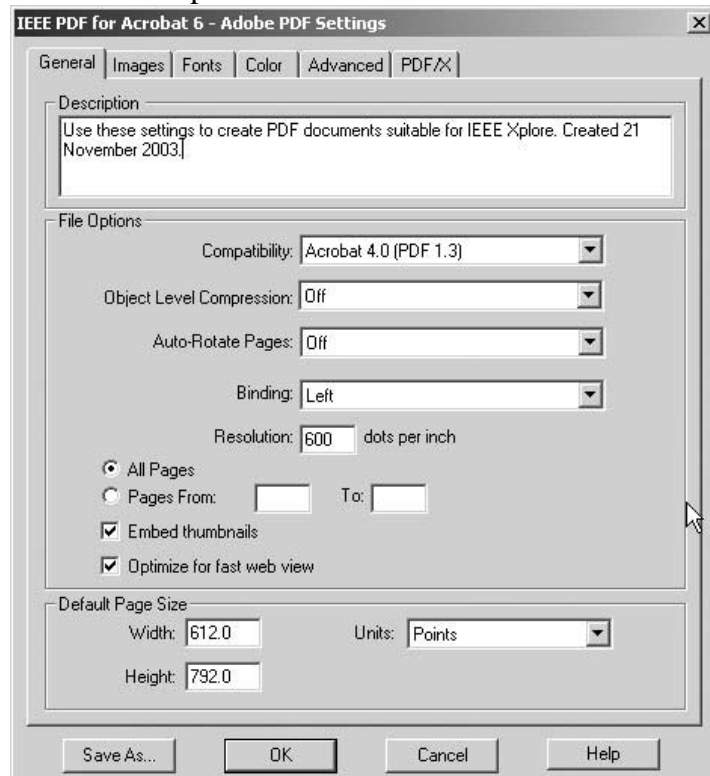 IEEE PDF for Acrobat 6 - Adobe PDF Settings
General Images Fonts Color Advanced PDF/X
Description
Use these settings to create PDF documents suitable for IEEE Xplore. Created 21
November 2003.
File Options
Compatibility: Acrobat 4.0 (PDF 1.3)
Object Level Compression: Off
Auto-Rotate Pages: Off
Binding: Left
Resolution: 600 dots per inch
All Pages
Pages From: To:
Embed thumbnails
Optimize for fast web view
Default Page Size
Width: 612.0 Units: Points
Height: 792.0
Save As... OK Cancel Help